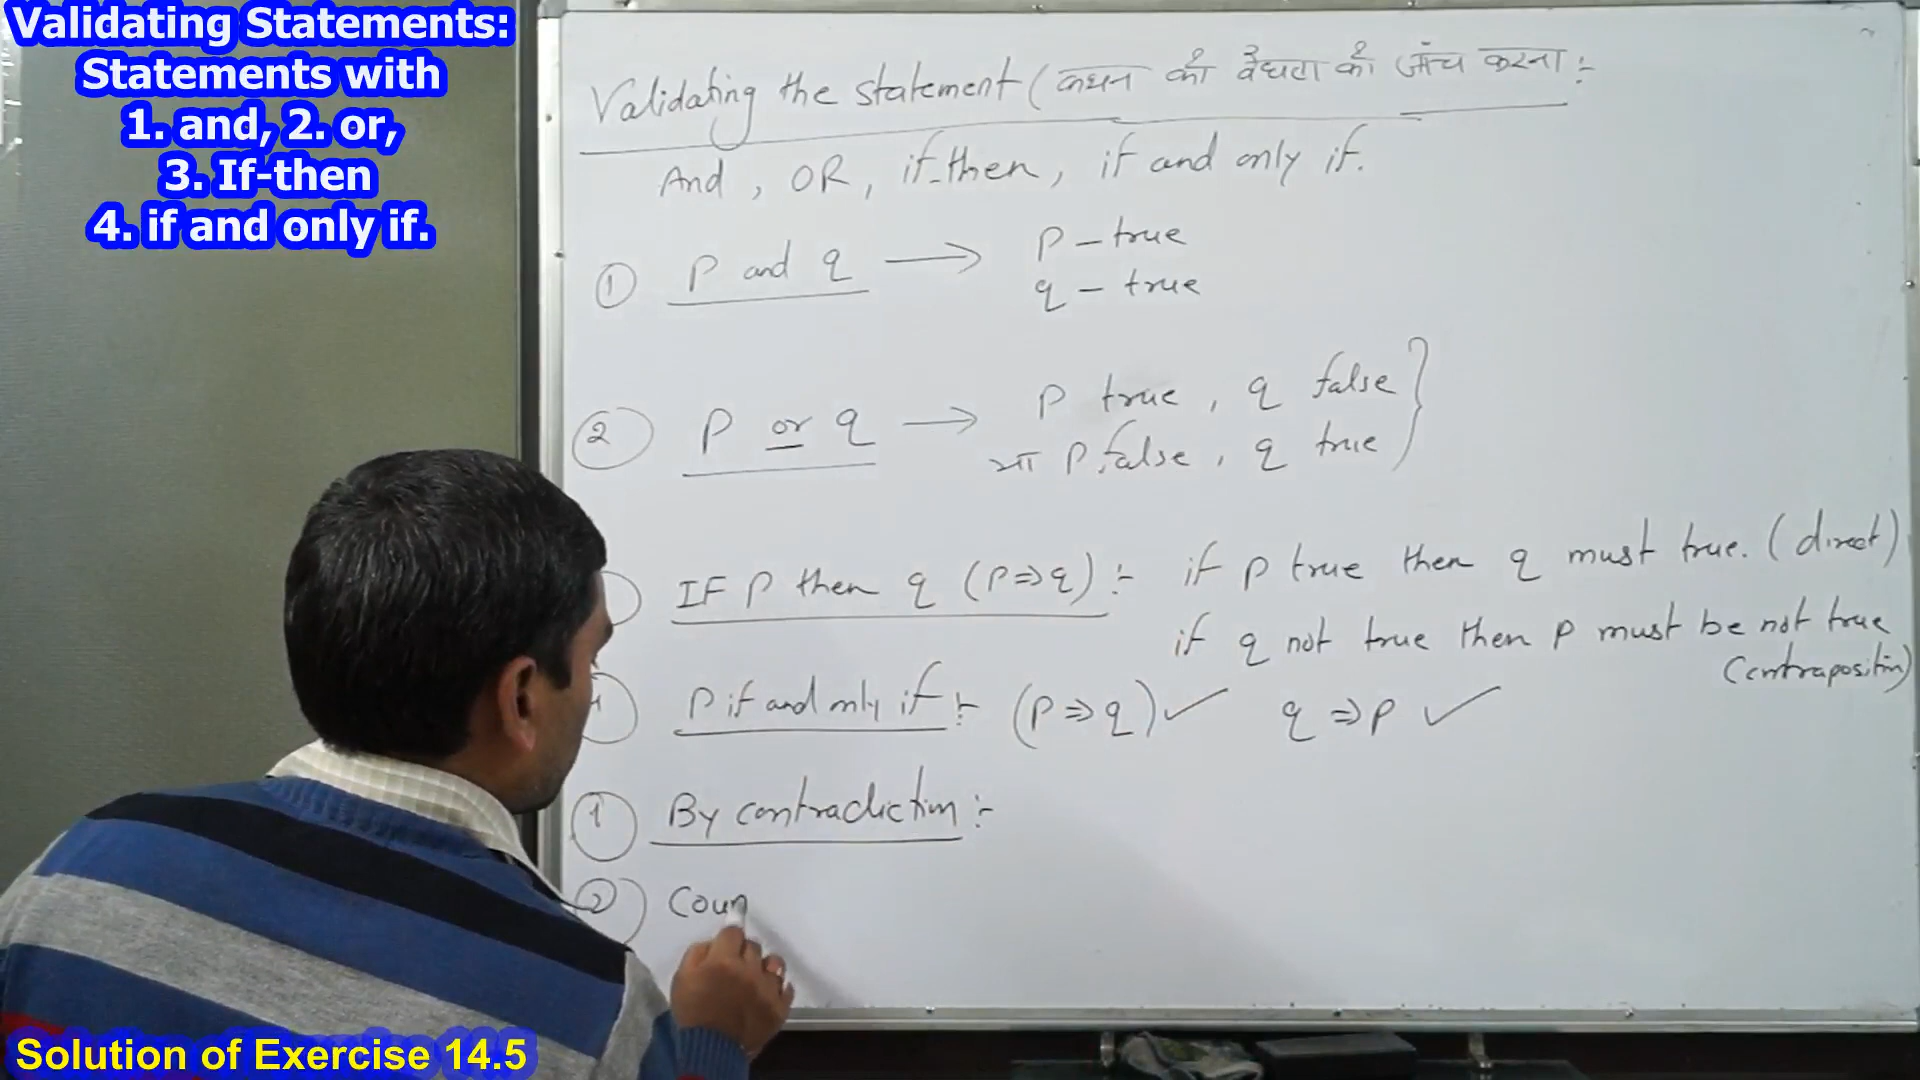 Validating Statements:
Statements with
1. and, 2. or,
3. If-then
4. if and only if.
Validating the statement (कथन की वैधता की जाँच करना :-
And , OR , if-then , if and only if.
① P and q → P - true
q - true
② P or q → P true , q false }
या P false , q true
IF P then q (P⇒q) :- if P true then q must true. (direct)
if q not true then P must be not true
(contraposition)
P if and only if :- (P⇒q) ✓ q ⇒ P ✓
① By contradiction :-
② Coun
Solution of Exercise 14.5